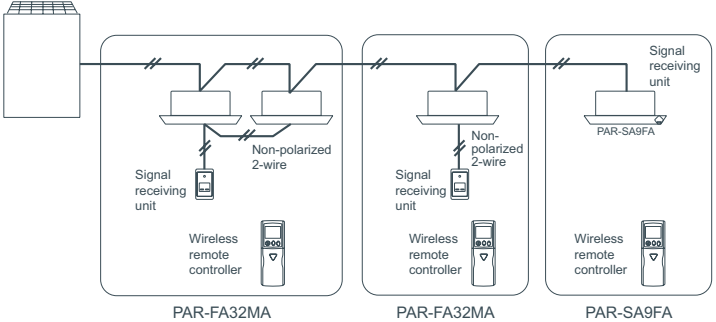 Signal
receiving
unit
PAR-SA9FA
Non-polarized
2-wire
Non-
polarized
2-wire
Signal
receiving
unit
Signal
receiving
unit
Wireless
remote
controller
Wireless
remote
controller
Wireless
remote
controller
PAR-FA32MA
PAR-FA32MA
PAR-SA9FA